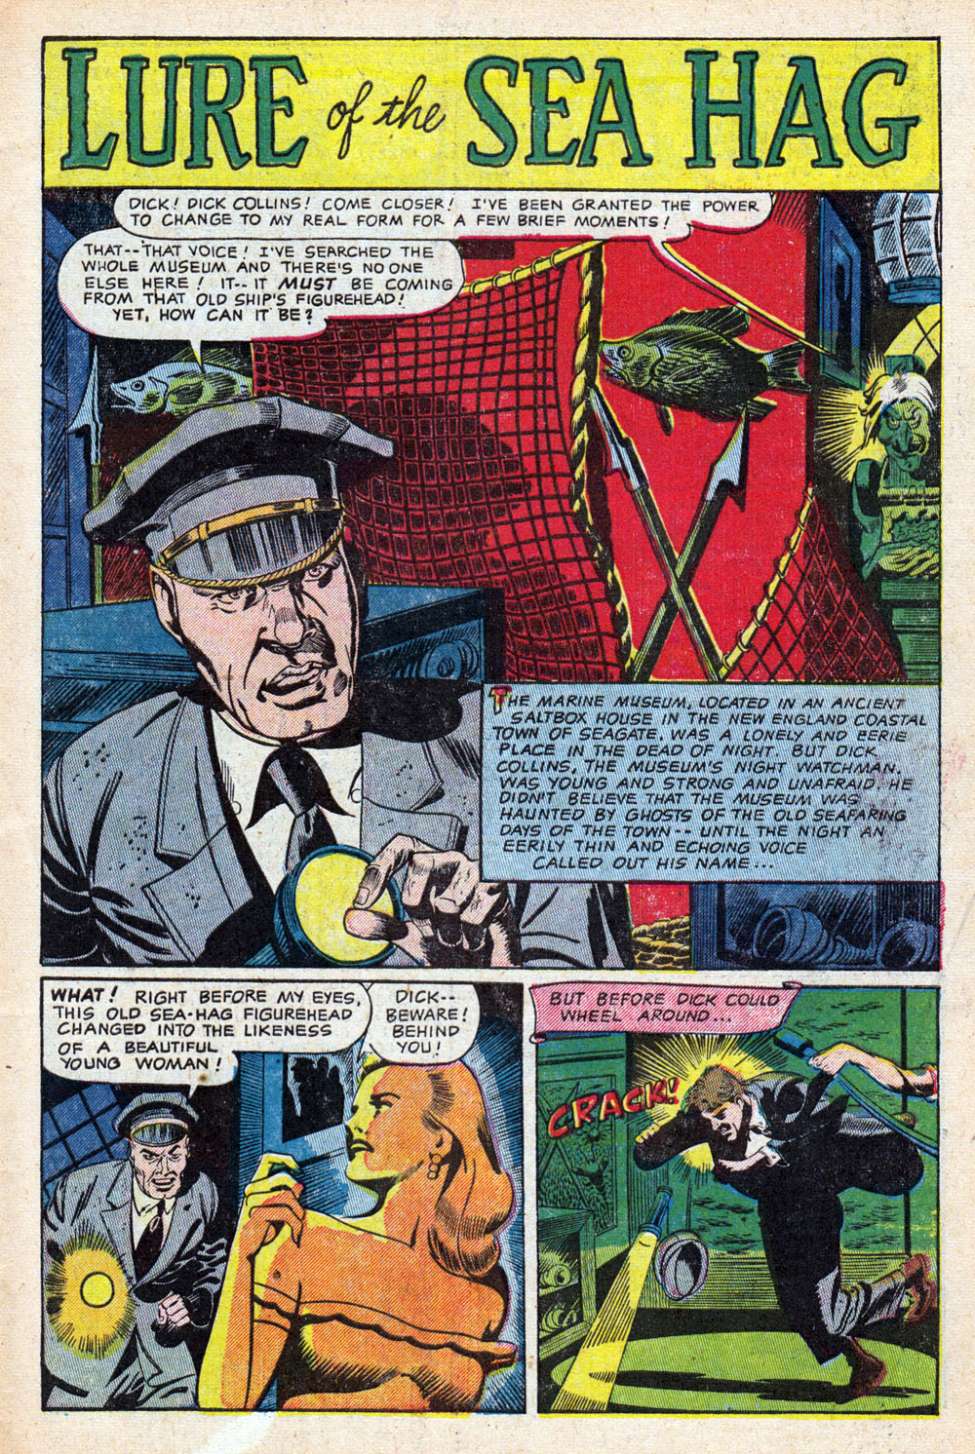 LURE of the SEA HAG
DICK! DICK COLLINS! COME CLOSER! I'VE BEEN GRANTED THE POWER
TO CHANGE TO MY REAL FORM FOR A FEW BRIEF MOMENTS!
THAT--THAT VOICE! I'VE SEARCHED THE
WHOLE MUSEUM AND THERE'S NO ONE
ELSE HERE! IT--IT MUST BE COMING
FROM THAT OLD SHIP'S FIGUREHEAD!
YET, HOW CAN IT BE?
THE MARINE MUSEUM, LOCATED IN AN ANCIENT
SALTBOX HOUSE IN THE NEW ENGLAND COASTAL
TOWN OF SEAGATE, WAS A LONELY AND EERIE
PLACE IN THE DEAD OF NIGHT. BUT DICK
COLLINS, THE MUSEUM'S NIGHT WATCHMAN,
WAS YOUNG AND STRONG AND UNAFRAID. HE
DIDN'T BELIEVE THAT THE MUSEUM WAS
HAUNTED BY GHOSTS OF THE OLD SEAFARING
DAYS OF THE TOWN-- UNTIL THE NIGHT AN
EERILY THIN AND ECHOING VOICE
CALLED OUT HIS NAME...
WHAT! RIGHT BEFORE MY EYES,
THIS OLD SEA-HAG FIGUREHEAD
CHANGED INTO THE LIKENESS
OF A BEAUTIFUL
YOUNG WOMAN!
DICK--
BEWARE!
BEHIND
YOU!
BUT BEFORE DICK COULD
WHEEL AROUND...
CRACK!